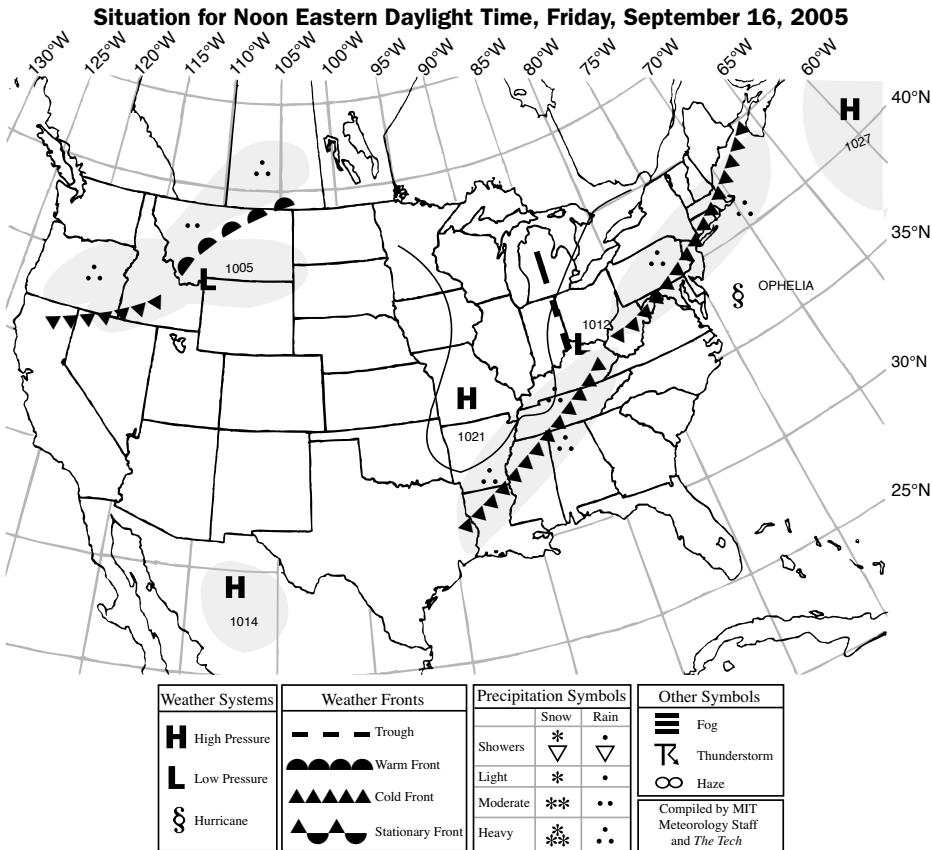 Situation for Noon Eastern Daylight Time, Friday, September 16, 2005
130°W 125°W 120°W 115°W 110°W 105°W 100°W 95°W 90°W 85°W 80°W 75°W 70°W 65°W 60°W
40°N
H
1027
35°N
1005
L
OPHELIA
30°N
1012
L
H
1021
25°N
H
1014
Weather Systems
H High Pressure
L Low Pressure
Hurricane
Weather Fronts
Trough
Warm Front
Cold Front
Stationary Front
Precipitation Symbols
Snow Rain
Showers
Light
Moderate
Heavy
Other Symbols
Fog
Thunderstorm
Haze
Compiled by MIT
Meteorology Staff
and The Tech